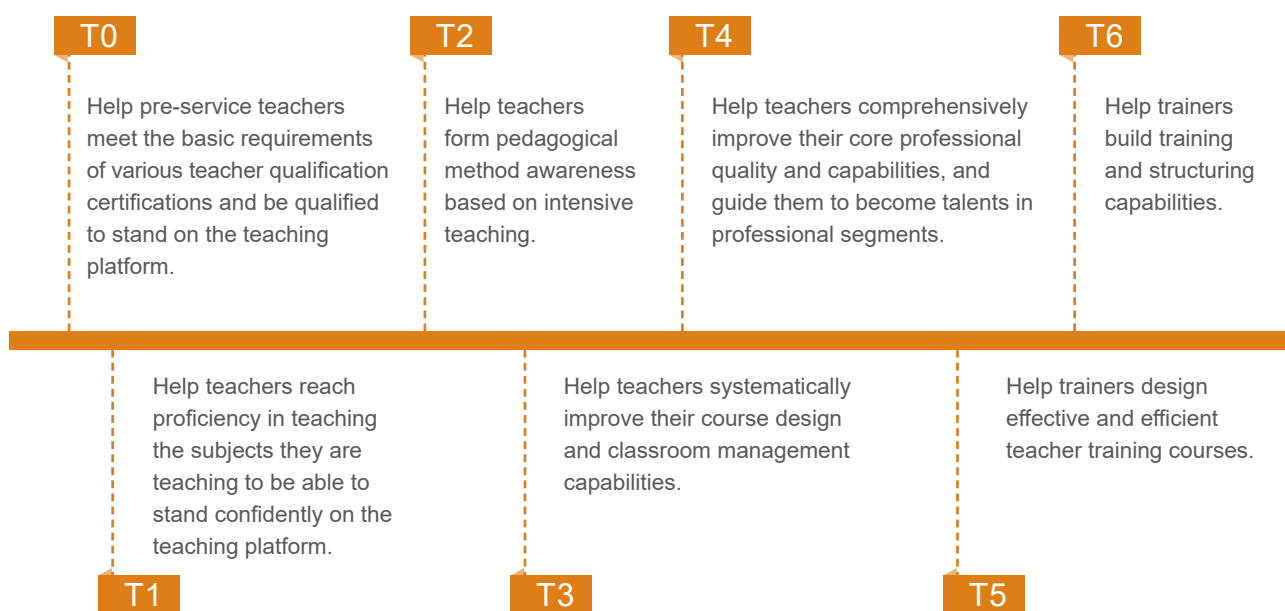 T0
Help pre-service teachers
meet the basic requirements
of various teacher qualification
certifications and be qualified
to stand on the teaching
platform.
T2
Help teachers
form pedagogical
method awareness
based on intensive
teaching.
T4
Help teachers comprehensively
improve their core professional
quality and capabilities, and
guide them to become talents in
professional segments.
T6
Help trainers
build training
and structuring
capabilities.
Help teachers reach
proficiency in teaching
the subjects they are
teaching to be able to
stand confidently on the
teaching platform.
T1
Help teachers systematically
improve their course design
and classroom management
capabilities.
T3
Help trainers design
effective and efficient
teacher training courses.
T5